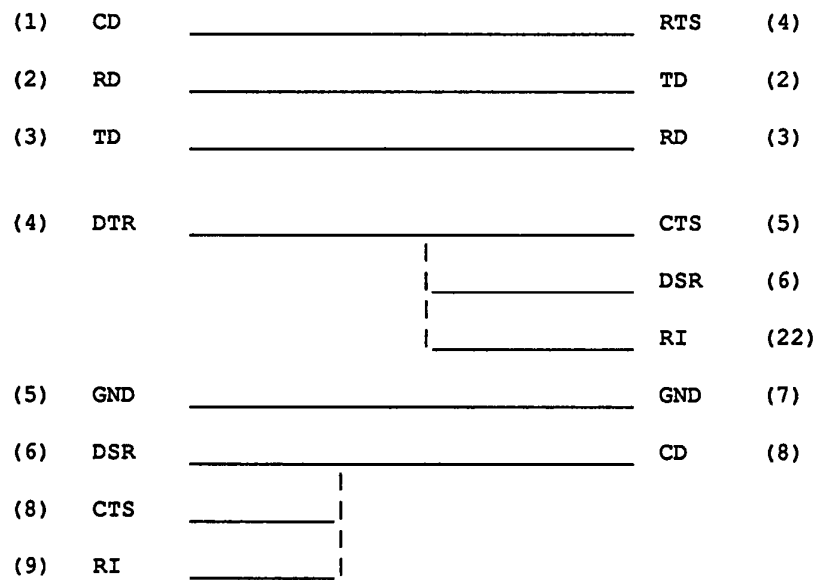 (1) CD RTS (4)
(2) RD TD (2)
(3) TD RD (3)
(4) DTR CTS (5)
DSR (6)
RI (22)
(5) GND GND (7)
(6) DSR CD (8)
(8) CTS
(9) RI